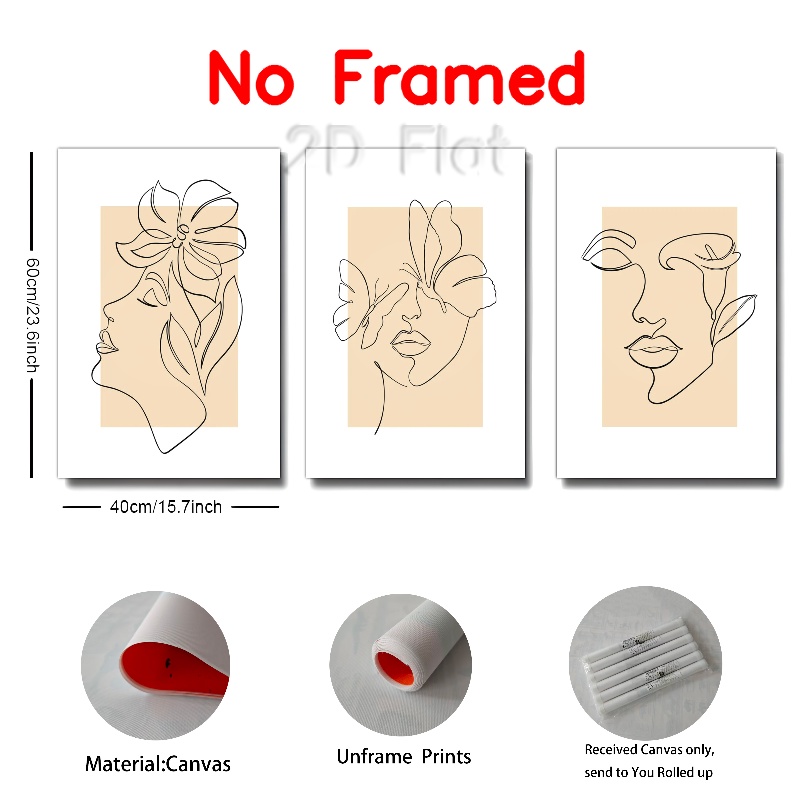 No Framed
2D Flat
60cm/23.6inch
40cm/15.7inch
Material:Canvas
Unframe Prints
Received Canvas only,
send to You Rolled up